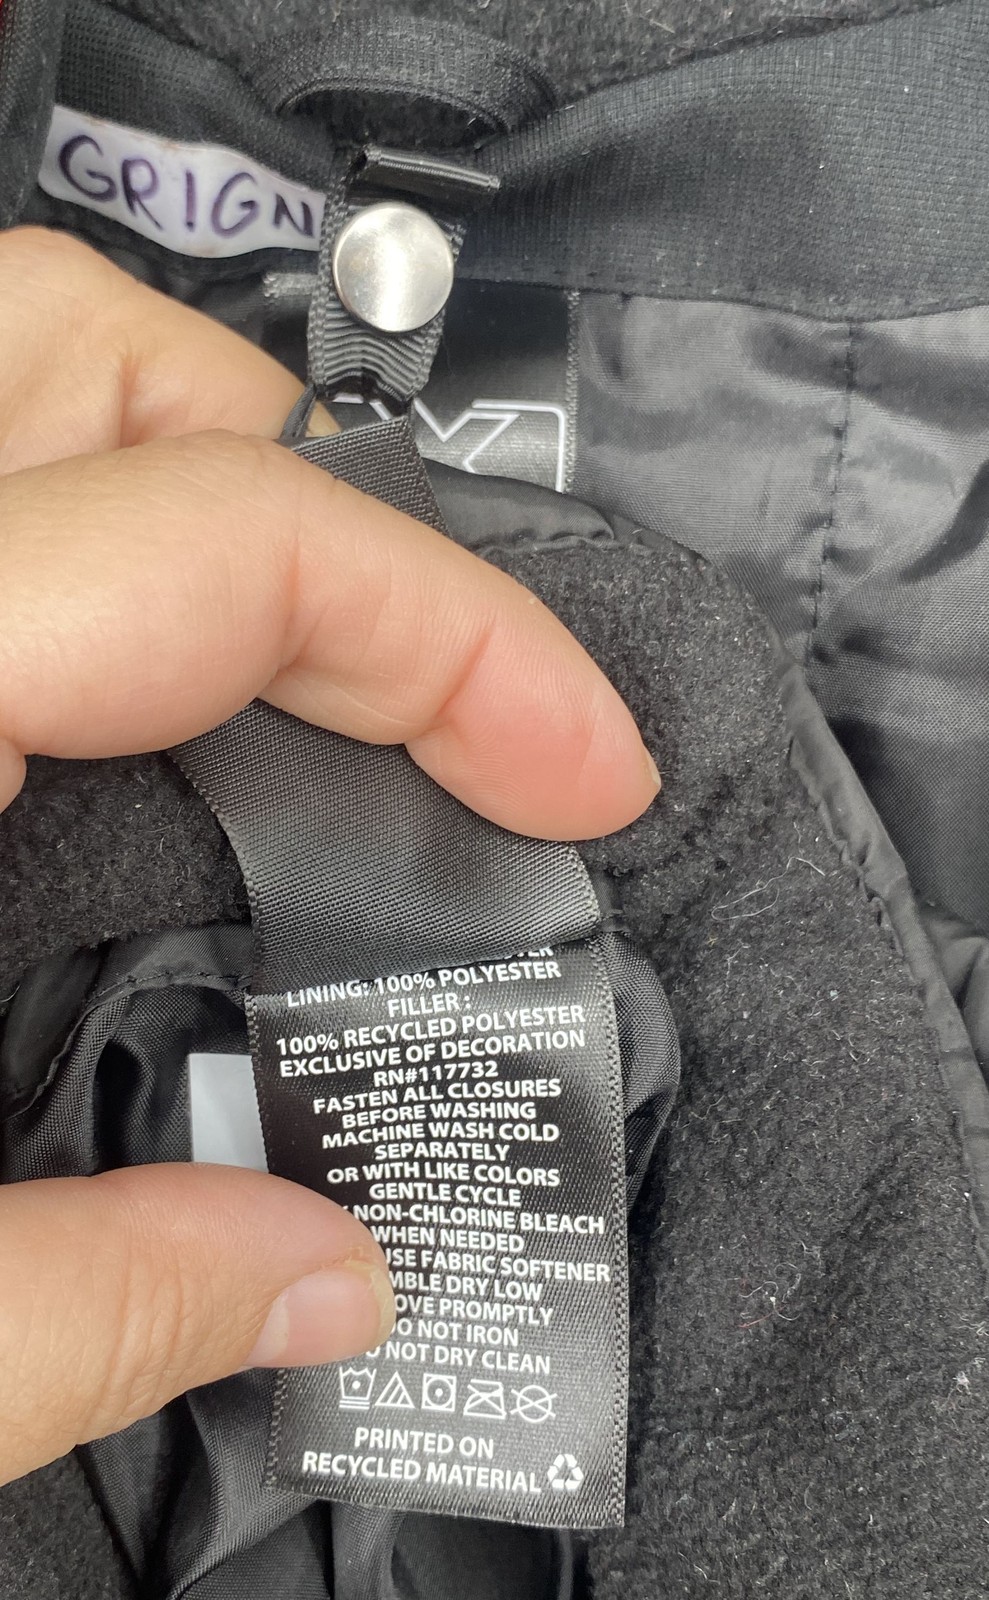 GRIGN
LINING: 100% POLYESTER
FILLER :
100% RECYCLED POLYESTER
EXCLUSIVE OF DECORATION
RN#117732
FASTEN ALL CLOSURES
BEFORE WASHING
MACHINE WASH COLD
SEPARATELY
OR WITH LIKE COLORS
GENTLE CYCLE
NON-CHLORINE BLEACH
WHEN NEEDED
FABRIC SOFTENER
DRY LOW
PROMPTLY
NOT IRON
NOT DRY CLEAN
PRINTED ON
RECYCLED MATERIAL